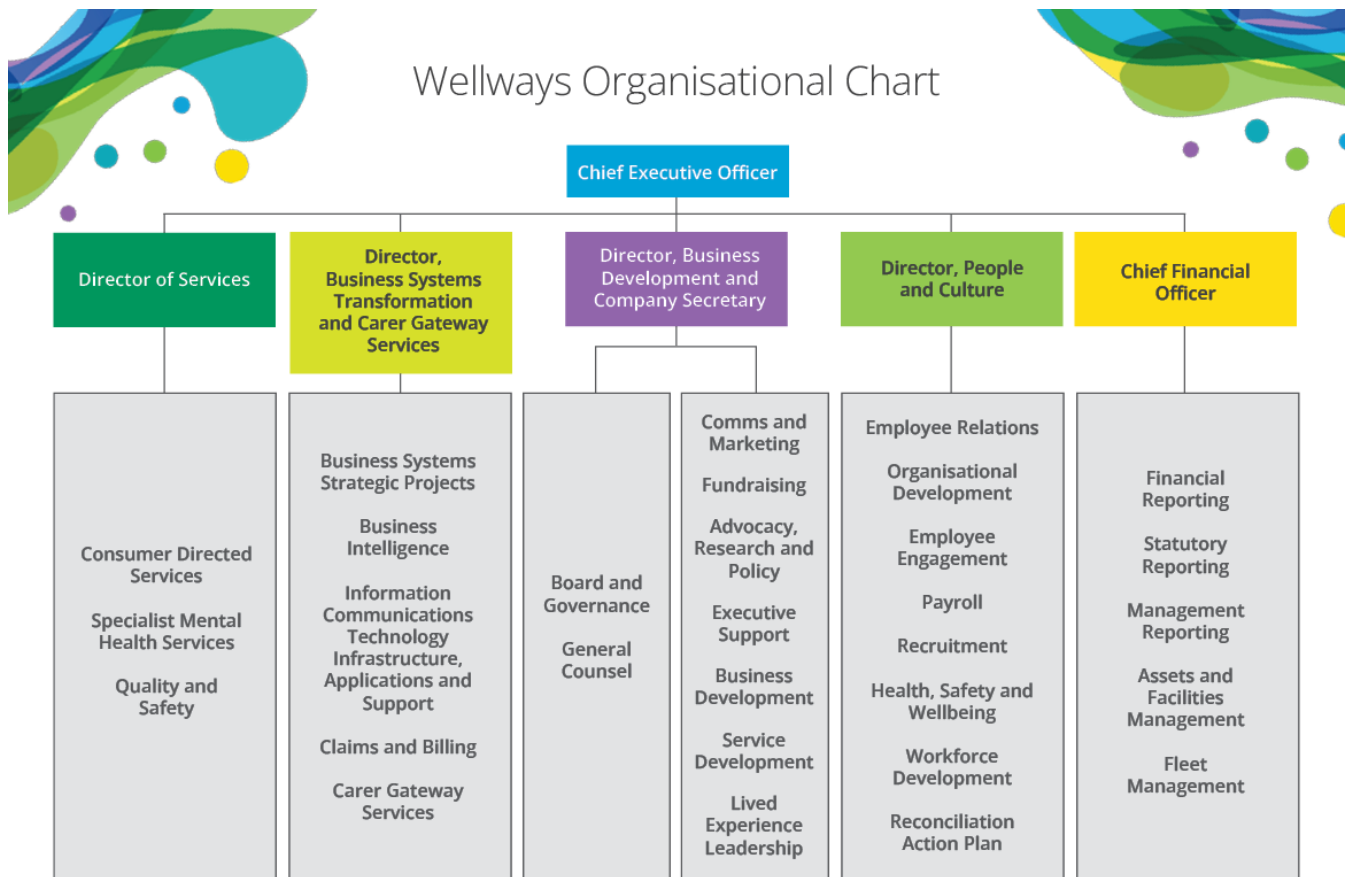 Wellways Organisational Chart
Chief Executive Officer
Director of Services
Director,
Business Systems
Transformation
and Carer Gateway
Services
Director, Business
Development and
Company Secretary
Director, People
and Culture
Chief Financial
Officer
Consumer Directed
Services
Specialist Mental
Health Services
Quality and
Safety
Business Systems
Strategic Projects
Business
Intelligence
Information
Communications
Technology
Infrastructure,
Applications and
Support
Claims and Billing
Carer Gateway
Services
Board and
Governance
General
Counsel
Comms and
Marketing
Fundraising
Advocacy,
Research and
Policy
Executive
Support
Business
Development
Service
Development
Lived
Experience
Leadership
Employee Relations
Organisational
Development
Employee
Engagement
Payroll
Recruitment
Health, Safety and
Wellbeing
Workforce
Development
Reconciliation
Action Plan
Financial
Reporting
Statutory
Reporting
Management
Reporting
Assets and
Facilities
Management
Fleet
Management